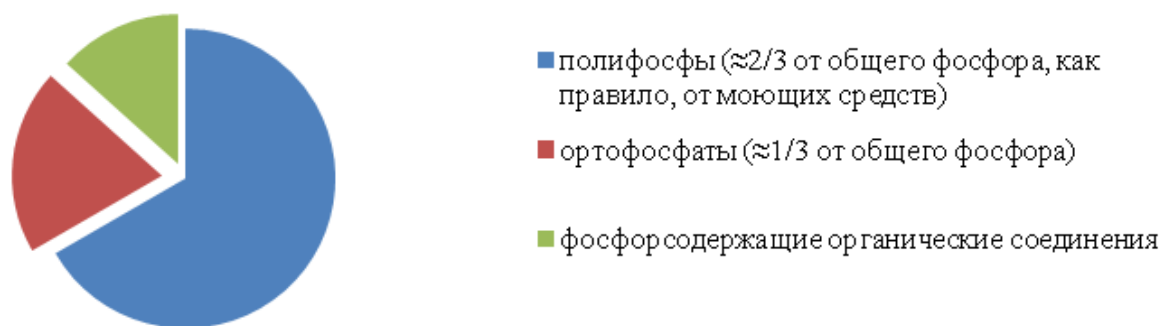 полифосфы (≈2/3 от общего фосфора, как
правило, от моющих средств)
ортофосфаты (≈1/3 от общего фосфора)
фосфорсодержащие органические соединения